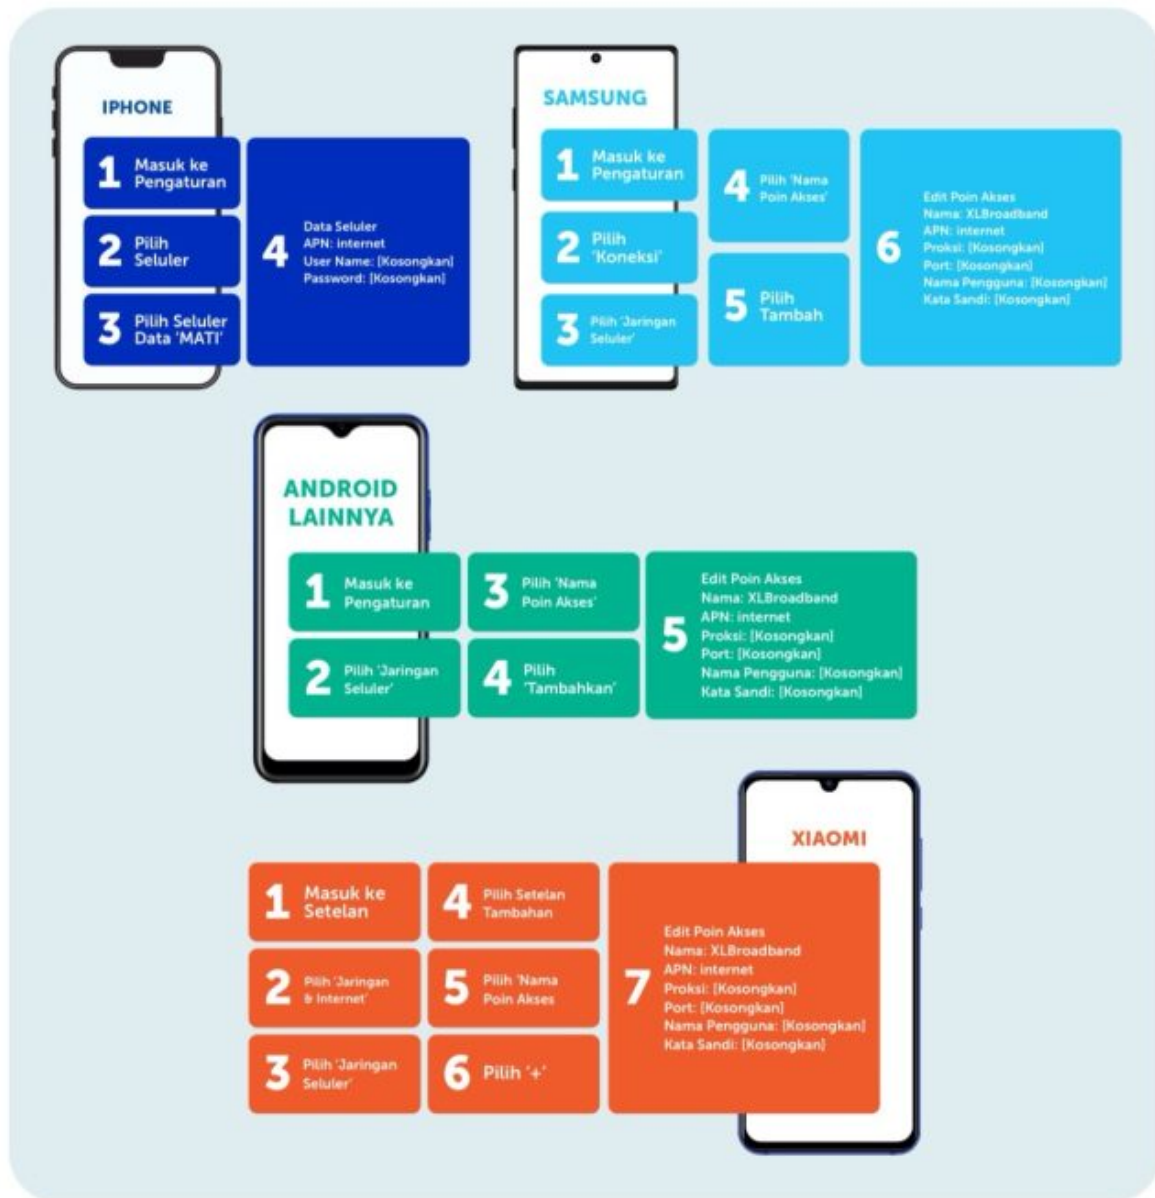 IPHONE
1
Masuk ke
Pengaturan
2
Pilih
Seluler
3
Pilih Seluler
Data 'MATI'
4
Data Seluler
APN: internet
User Name: [Kosongkan]
Password: [Kosongkan]
SAMSUNG
1
Masuk ke
Pengaturan
2
Pilih
'Koneksi'
3
Pilih 'Jaringan
Seluler'
4
Pilih 'Nama
Poin Akses'
5
Pilih
Tambah
6
Edit Poin Akses
Nama: XLBroadband
APN: internet
Proksi: [Kosongkan]
Port: [Kosongkan]
Nama Pengguna: [Kosongkan]
Kata Sandi: [Kosongkan]
ANDROID
LAINNYA
1
Masuk ke
Pengaturan
2
Pilih 'Jaringan
Seluler'
3
Pilih 'Nama
Poin Akses'
4
Pilih
'Tambahkan'
5
Edit Poin Akses
Nama: XLBroadband
APN: internet
Proksi: [Kosongkan]
Port: [Kosongkan]
Nama Pengguna: [Kosongkan]
Kata Sandi: [Kosongkan]
XIAOMI
1
Masuk ke
Setelan
2
Pilih 'Jaringan
& Internet'
3
Pilih 'Jaringan
Seluler'
4
Pilih Setelan
Tambahan
5
Pilih 'Nama
Poin Akses
6
Pilih '+'
7
Edit Poin Akses
Nama: XLBroadband
APN: internet
Proksi: [Kosongkan]
Port: [Kosongkan]
Nama Pengguna: [Kosongkan]
Kata Sandi: [Kosongkan]